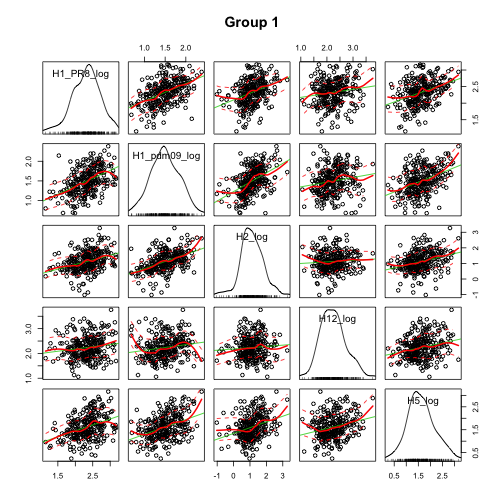 Group 1
1.0 1.5 2.0
1.0 2.0 3.0
H1_PR8_log
1.5 2.5
H1_pdm09_log
1.0 1.5 2.0
H2_log
-1 0 1 2 3
H12_log
1.0 2.0 3.0
H5_log
0.5 1.5 2.5
1.5 2.5
-1 0 1 2 3
0.5 1.5 2.5